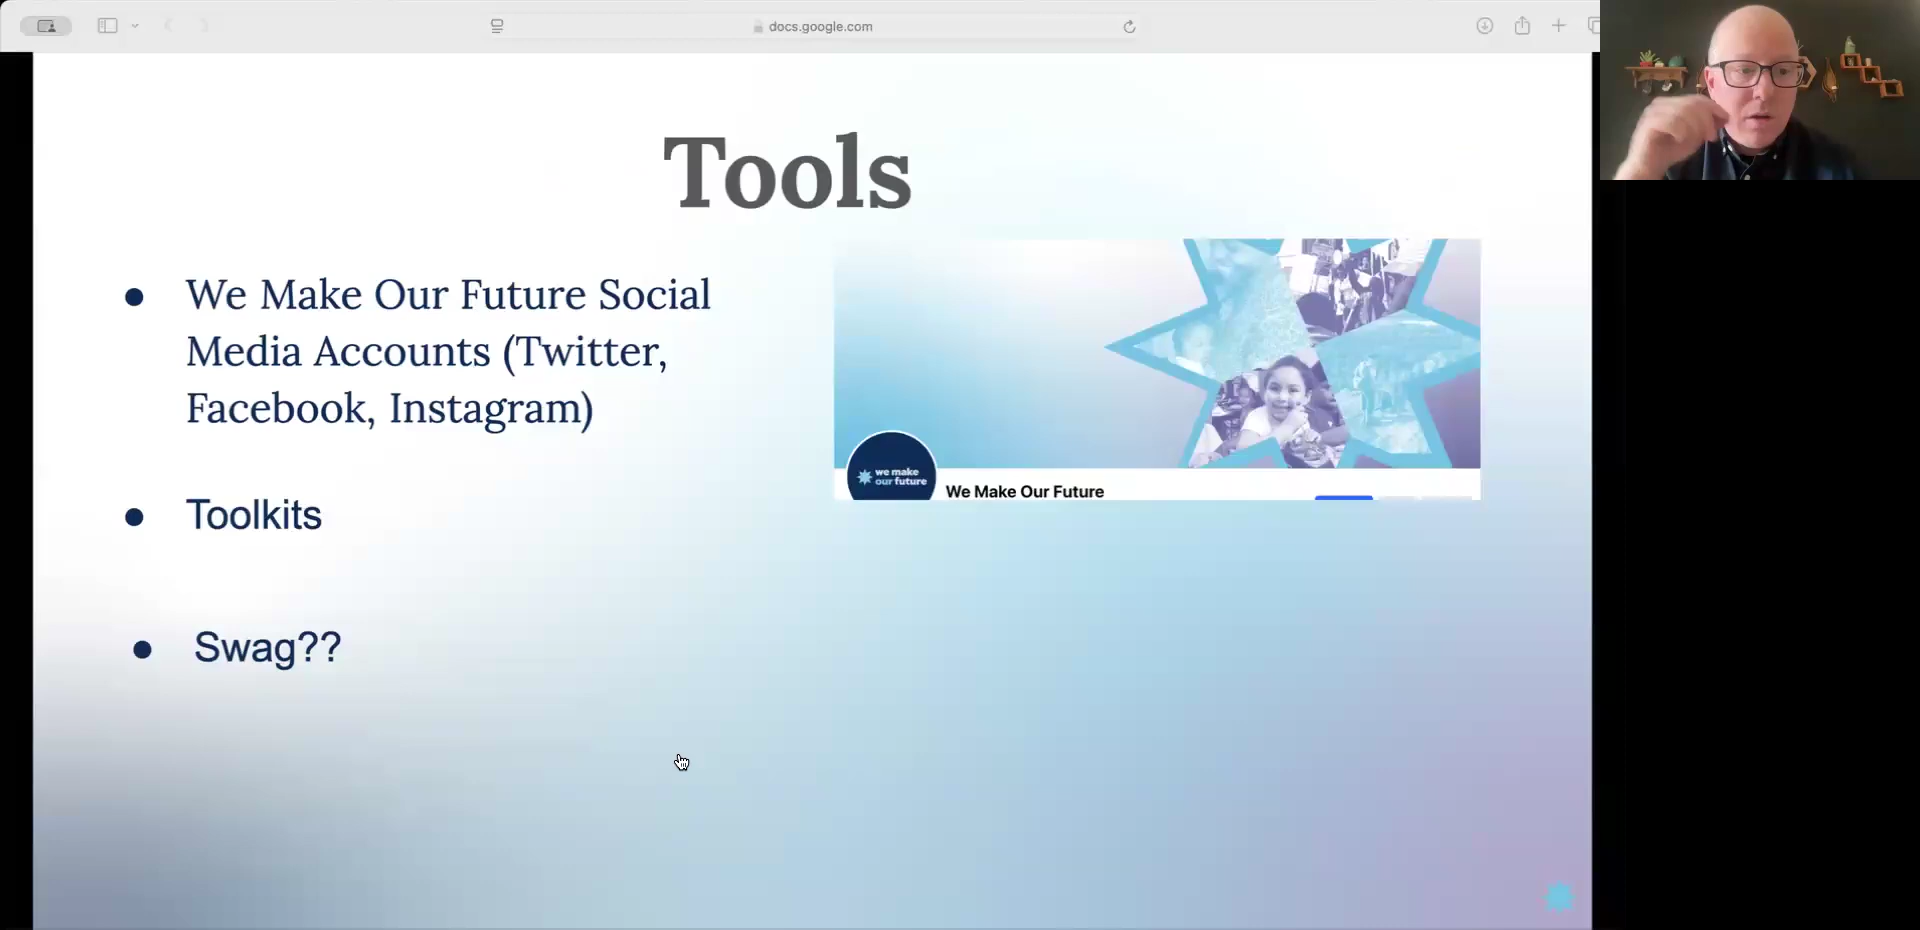 docs.google.com
Tools
We Make Our Future Social
Media Accounts (Twitter,
Facebook, Instagram)
we make
our future
We Make Our Future
Toolkits
Swag??